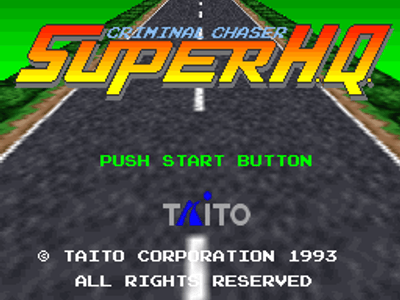 CRIMINAL CHASER
SUPER H.Q.
PUSH START BUTTON
TAITO
© TAITO CORPORATION 1993
ALL RIGHTS RESERVED